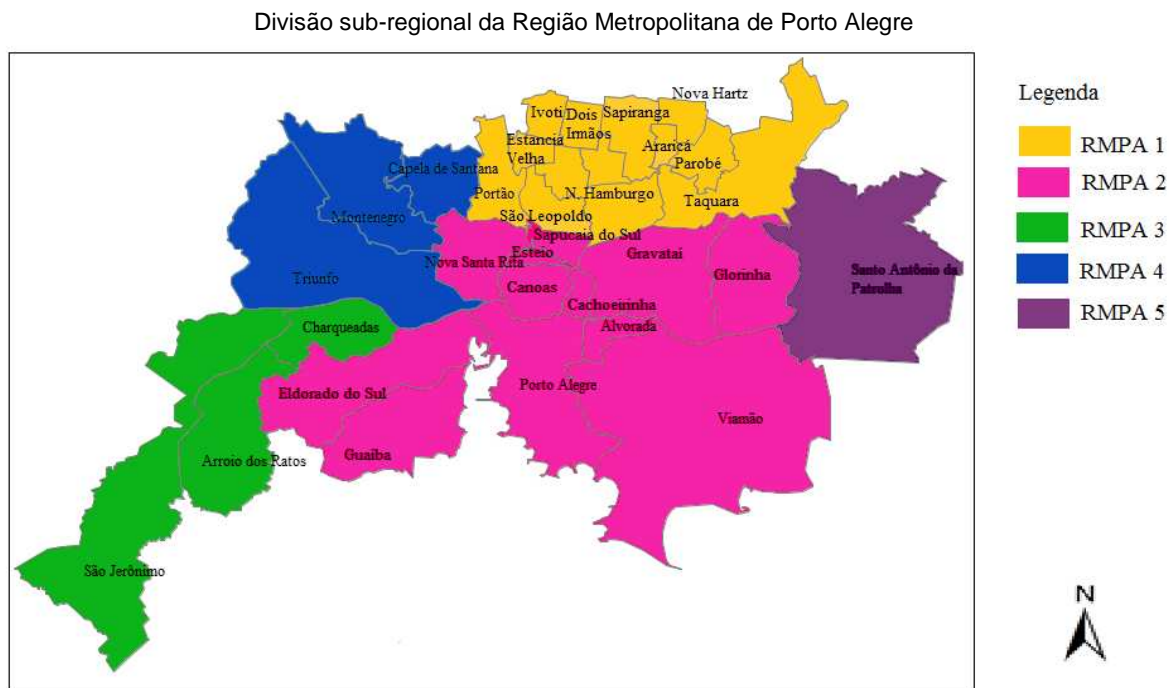 Divisão sub-regional da Região Metropolitana de Porto Alegre
Nova Hartz
Ivoti
Dois
Irmãos
Sapiranga
Estancia
Velha
Araricá
Parobé
Capela de Santana
Portão
N. Hamburgo
Taquara
São Leopoldo
Montenegro
Sapucaia do Sul
Esteio
Gravatai
Nova Santa Rita
Triunfo
Canoas
Glorinha
Santo Antônio da
Patrolha
Cachoeirinha
Charqueadas
Alvorada
Eldorado do Sul
Porto Alegre
Viamão
Guaíba
Arroio dos Ratos
São Jerônimo
Legenda
RMPA 1
RMPA 2
RMPA 3
RMPA 4
RMPA 5
N